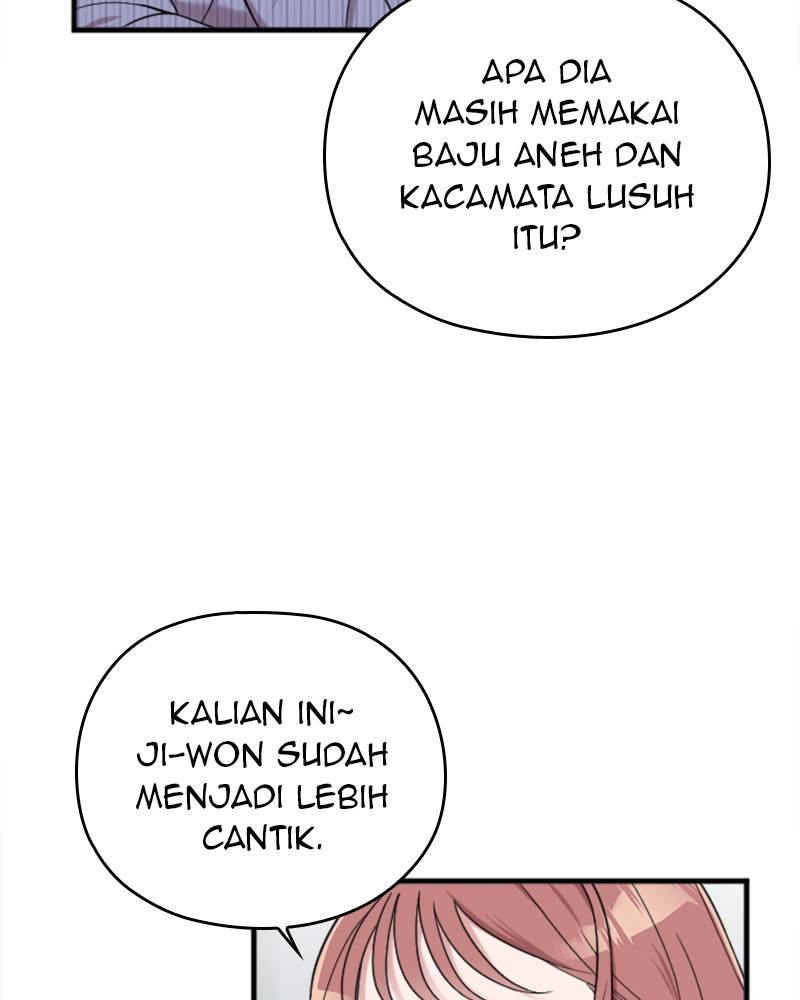 APA DIA
MASIH MEMAKAI
BAJU ANEH DAN
KACAMATA LUSUH
ITU?
KALIAN INI~
JI-WON SUDAH
MENJADI LEBIH
CANTIK.